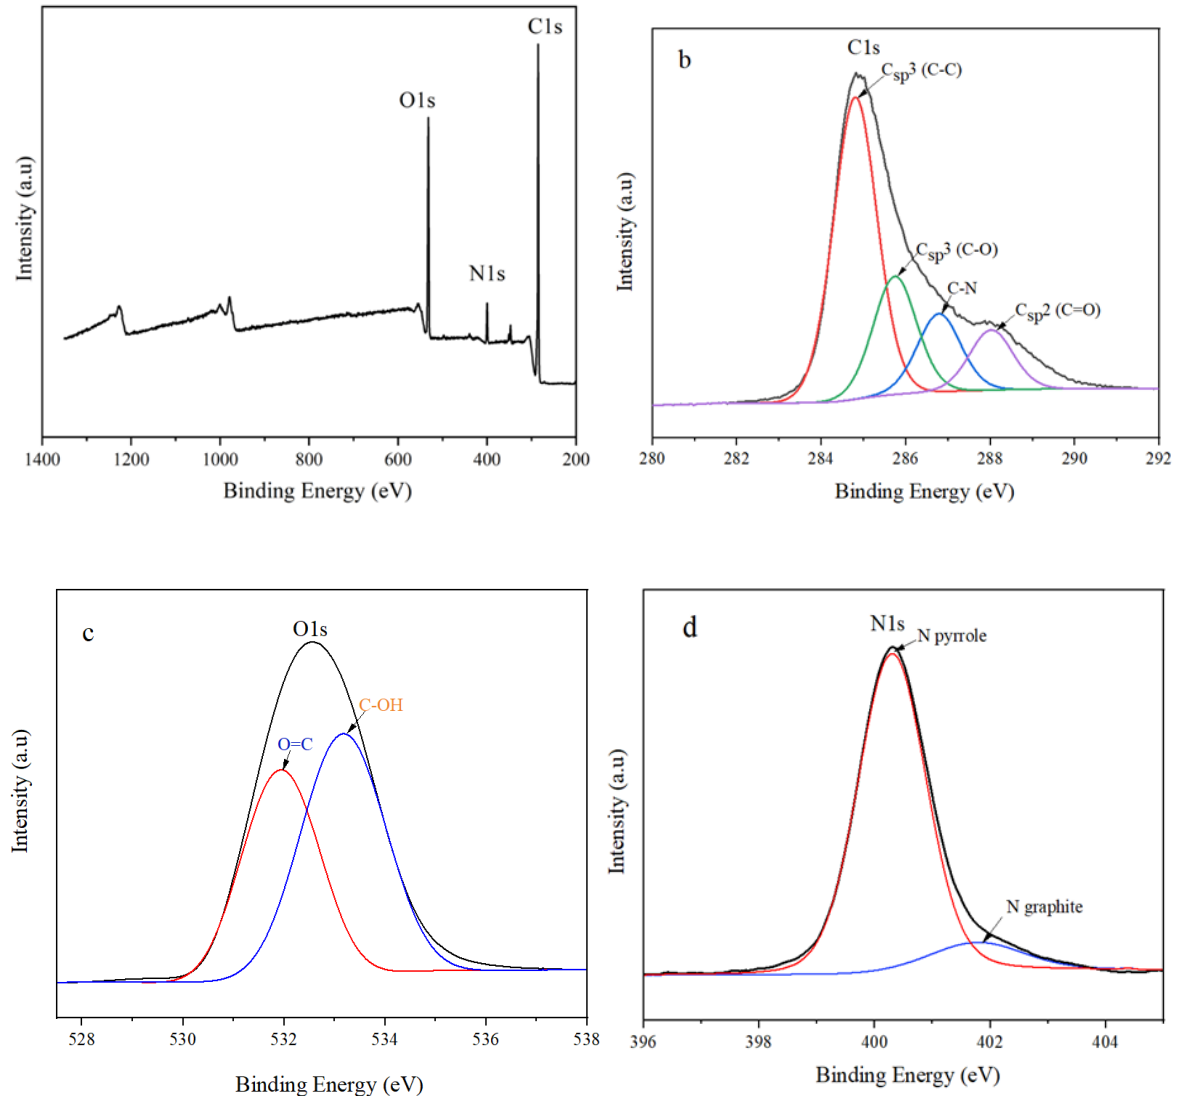 C1s
O1s
N1s
Intensity (a.u)
1400 1200 1000 800 600 400 200
Binding Energy (eV)
b
C1s
Csp3 (C-C)
Csp3 (C-O)
C-N
Csp2 (C=O)
Intensity (a.u)
280 282 284 286 288 290 292
Binding Energy (eV)
c
O1s
C-OH
O=C
Intensity (a.u)
528 530 532 534 536 538
Binding Energy (eV)
d
N1s
N pyrrole
N graphite
Intensity (a.u)
396 398 400 402 404
Binding Energy (eV)